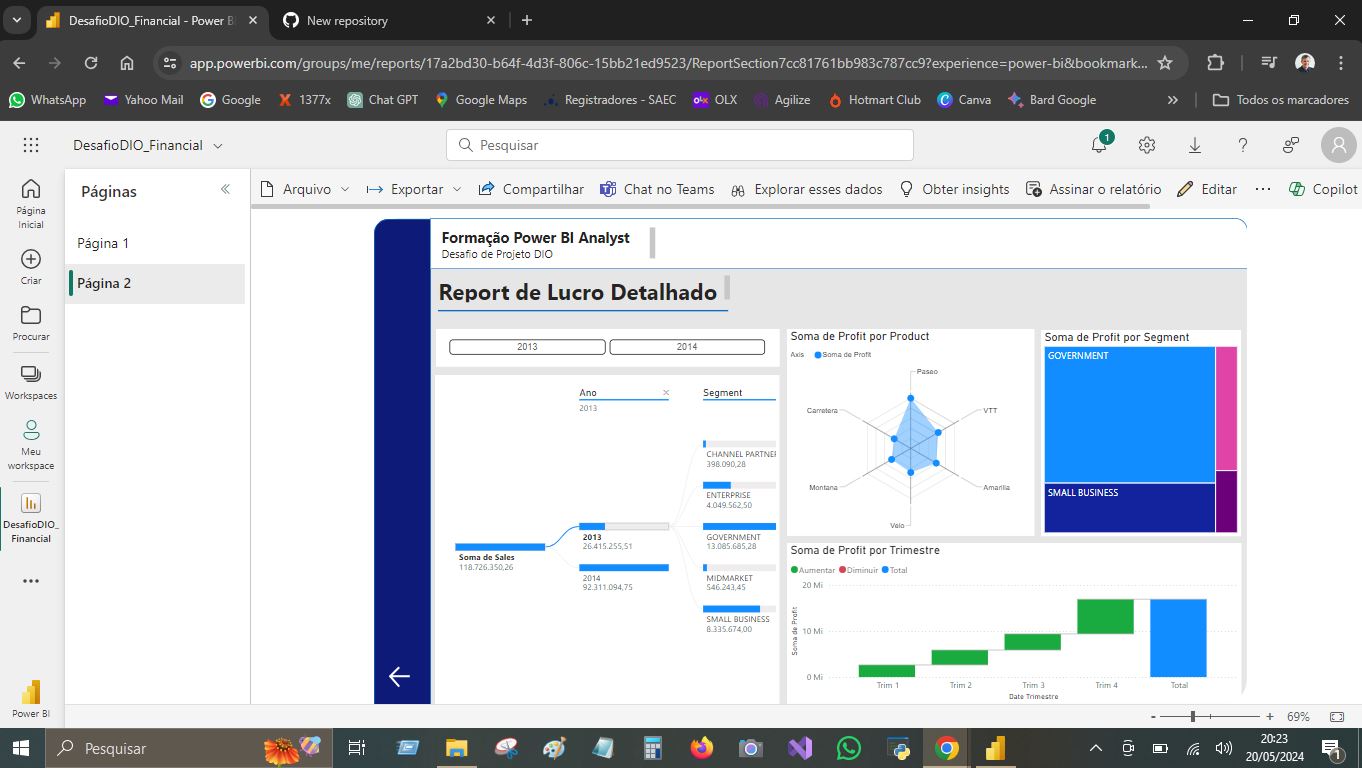 DesafioDIO_Financial - Power BI
New repository
app.powerbi.com/groups/me/reports/17a2bd30-b64f-4d3f-806c-15bb21ed9523/ReportSection7cc81761bb983c787cc9?experience=power-bi&bookmark...
WhatsApp
Yahoo Mail
Google
1377x
Chat GPT
Google Maps
Registradores - SAEC
OLX
Agilize
Hotmart Club
Canva
Bard Google
Todos os marcadores
DesafioDIO_Financial
Pesquisar
1
Página Inicial
Criar
Procurar
Workspaces
Meu workspace
DesafioDIO_Financial
Power BI
Páginas
Página 1
Página 2
Arquivo
Exportar
Compartilhar
Chat no Teams
Explorar esses dados
Obter insights
Assinar o relatório
Editar
Copilot
Formação Power BI Analyst
Desafio de Projeto DIO
Report de Lucro Detalhado
2013
2014
Ano
2013
Segment
Soma de Sales
118.726.350,26
2013
26.415.255,51
2014
92.311.094,75
CHANNEL PARTNER
398.090,28
ENTERPRISE
4.049.562,50
GOVERNMENT
13.085.685,28
MIDMARKET
546.243,45
SMALL BUSINESS
8.335.674,00
Soma de Profit por Product
Axis
Soma de Profit
Paseo
VTT
Amarilla
Velo
Montana
Carretera
Soma de Profit por Segment
GOVERNMENT
SMALL BUSINESS
Soma de Profit por Trimestre
Aumentar
Diminuir
Total
Soma de Profit
20 Mi
10 Mi
0 Mi
Trim 1
Trim 2
Trim 3
Trim 4
Total
Date Trimestre
- + 69%
Pesquisar
20:23
20/05/2024
1